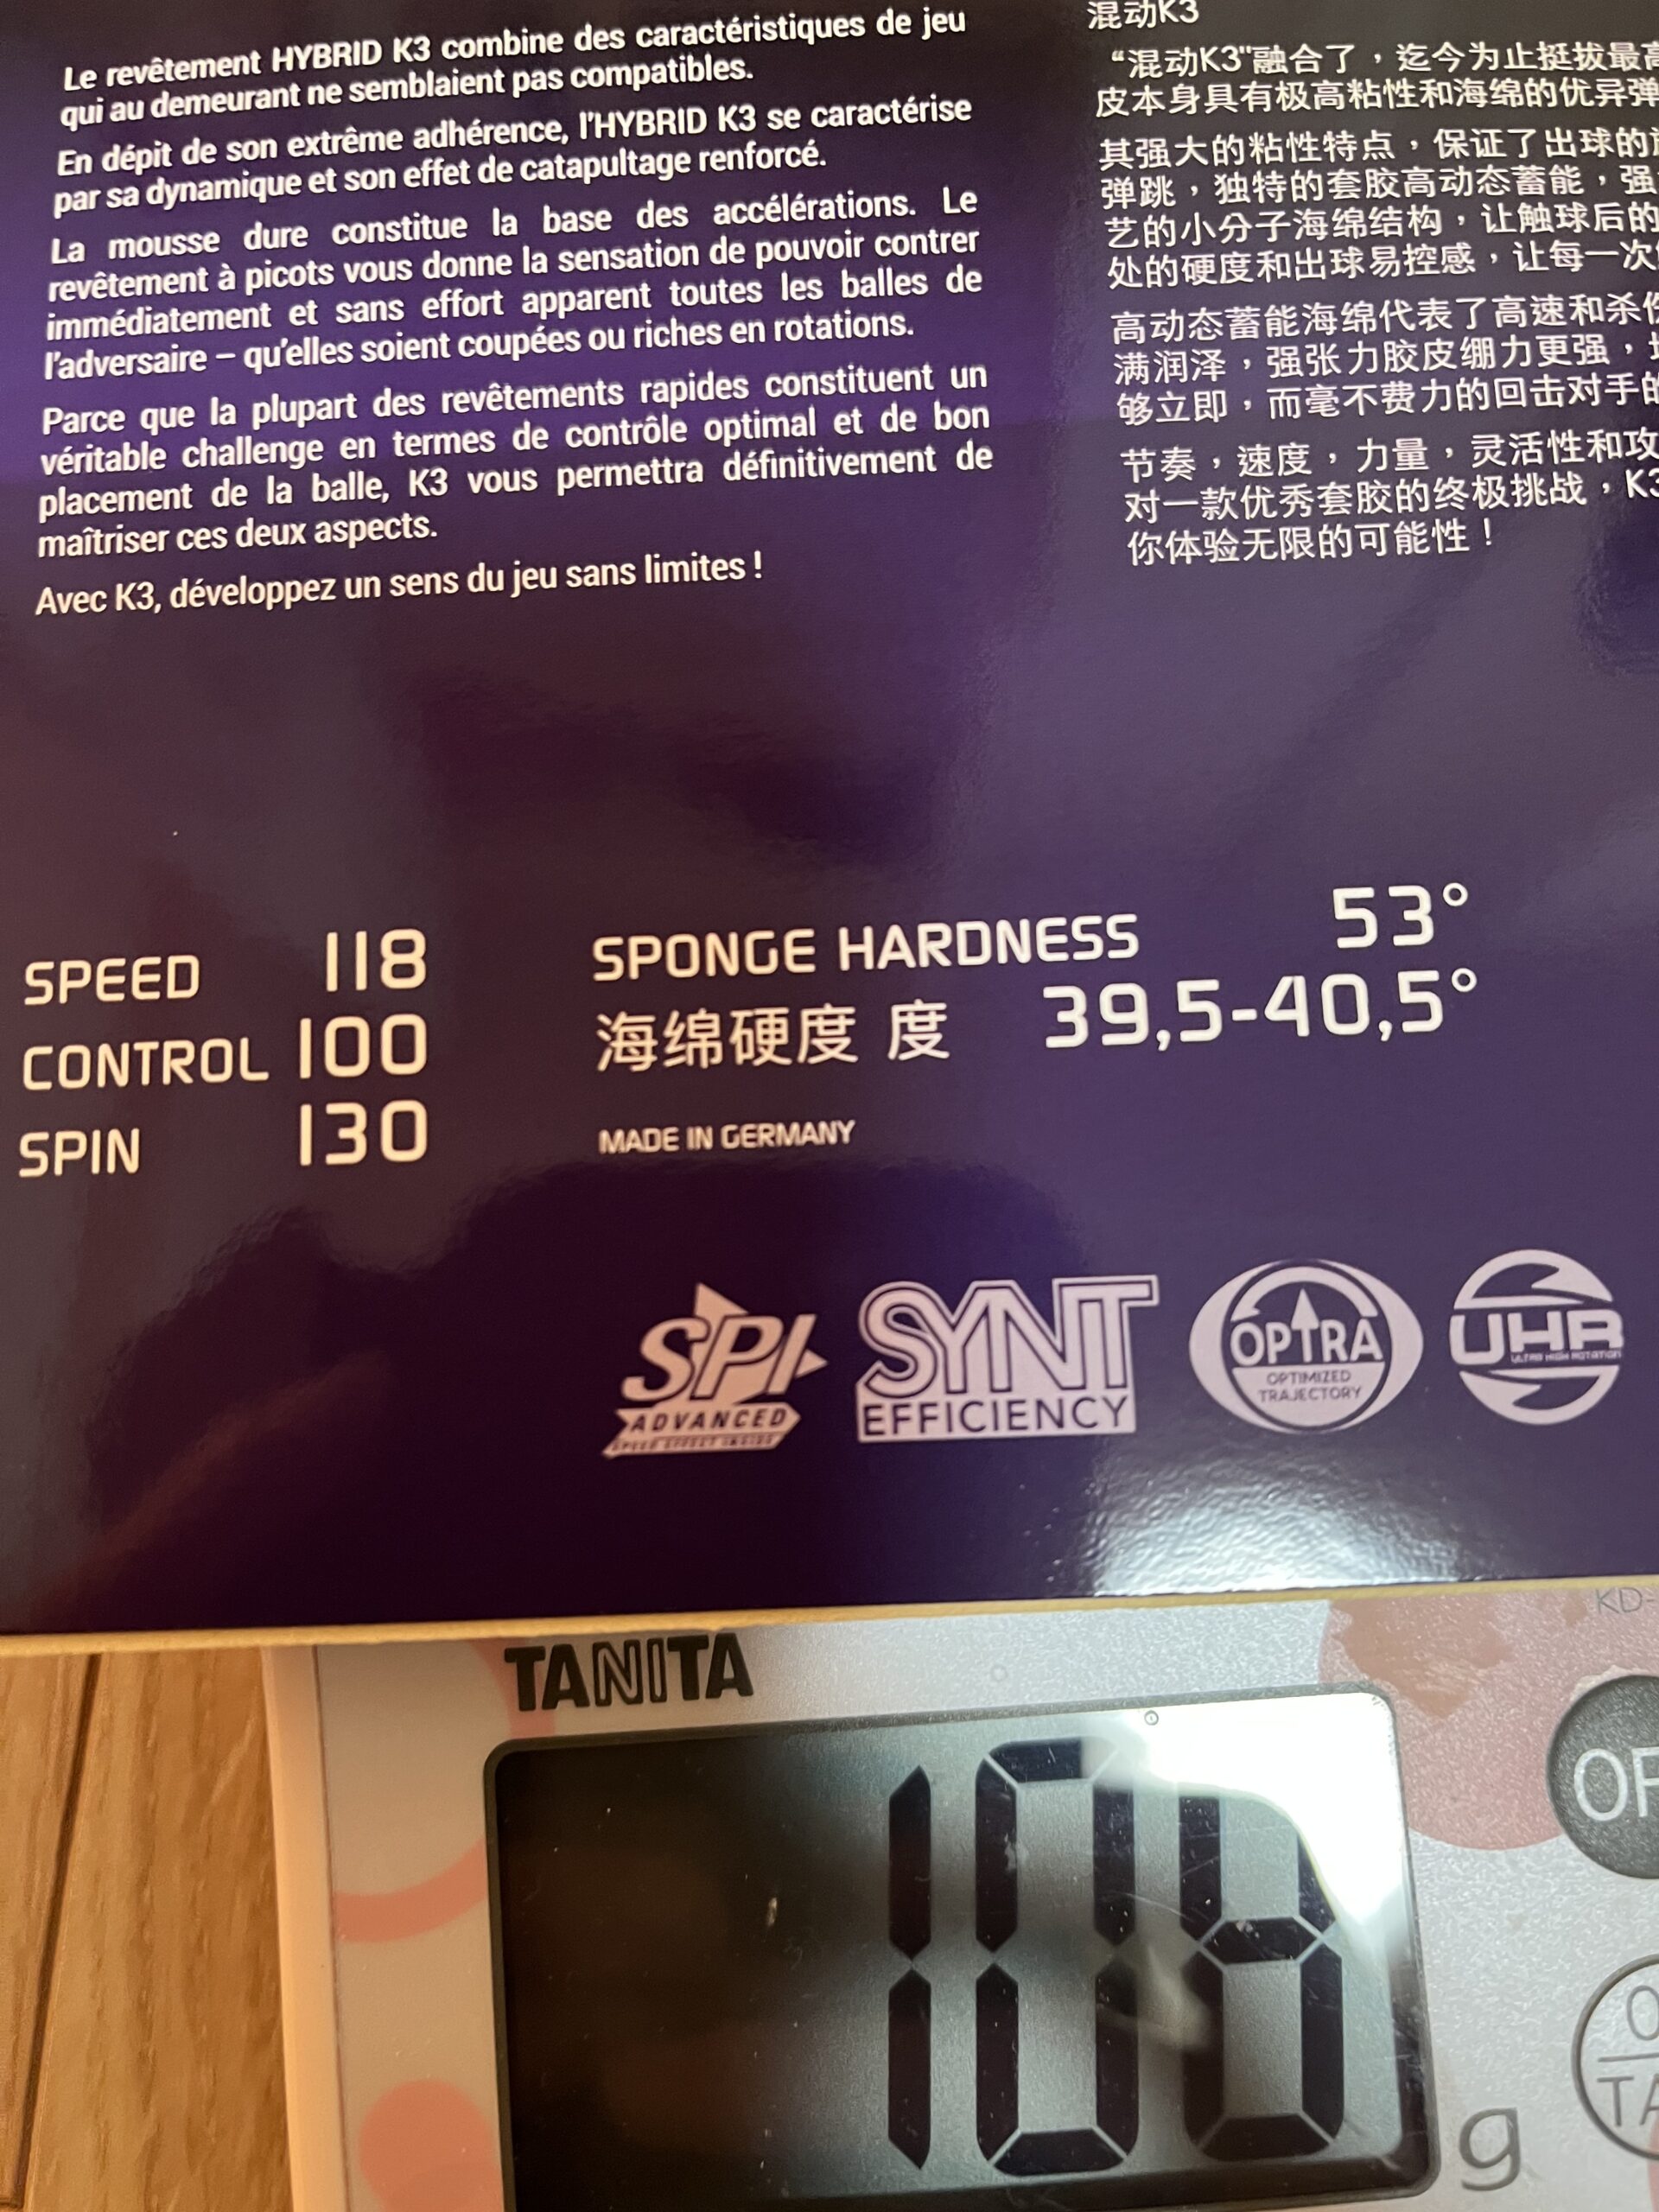 Le revêtement HYBRID K3 combine des caractéristiques de jeu
qui au demeurant ne semblaient pas compatibles.
En dépit de son extrême adhérence, l'HYBRID K3 se caractérise
par sa dynamique et son effet de catapultage renforcé.
La mousse dure constitue la base des accélérations. Le
revêtement à picots vous donne la sensation de pouvoir contrer
immédiatement et sans effort apparent toutes les balles de
l'adversaire – qu'elles soient coupées ou riches en rotations.
Parce que la plupart des revêtements rapides constituent un
véritable challenge en termes de contrôle optimal et de bon
placement de la balle, K3 vous permettra définitivement de
maîtriser ces deux aspects.
Avec K3, développez un sens du jeu sans limites !
混动K3
“混动K3"融合了，迄今为止挺拔最高
皮本身具有极高粘性和海绵的优异弹
其强大的粘性特点，保证了出球的
弹跳，独特的套胶高动态蓄能，强
艺的小分子海绵结构，让触球后的
处的硬度和出球易控感，让每一次
高动态蓄能海绵代表了高速和杀
满润泽，强张力胶皮绷力更强，
够立即，而毫不费力的回击对手的
节奏，速度，力量，灵活性和攻
对一款优秀套胶的终极挑战，K3
你体验无限的可能性！
SPEED 118
CONTROL 100
SPIN 130
SPONGE HARDNESS 53°
海绵硬度 度 39,5-40,5°
MADE IN GERMANY
SPI
ADVANCED
SPEED EFFECT INSIDE
SYNT
EFFICIENCY
OPTRA
OPTIMIZED
TRAJECTORY
UHR
ULTRA HIGH ROTATION
KD-
TANITA
108 g
OF
O
TA